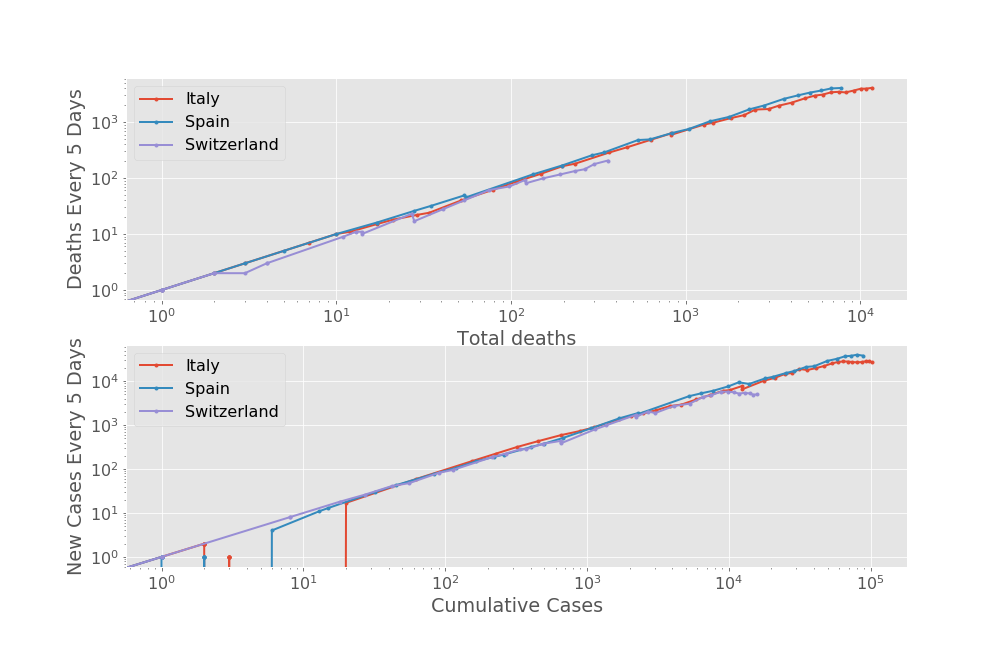 Deaths Every 5 Days
10³
10²
10¹
10⁰
Italy
Spain
Switzerland
10⁰ 10¹ 10² 10³ 10⁴
Total deaths
New Cases Every 5 Days
10⁴
10³
10²
10¹
10⁰
Italy
Spain
Switzerland
10⁰ 10¹ 10² 10³ 10⁴ 10⁵
Cumulative Cases